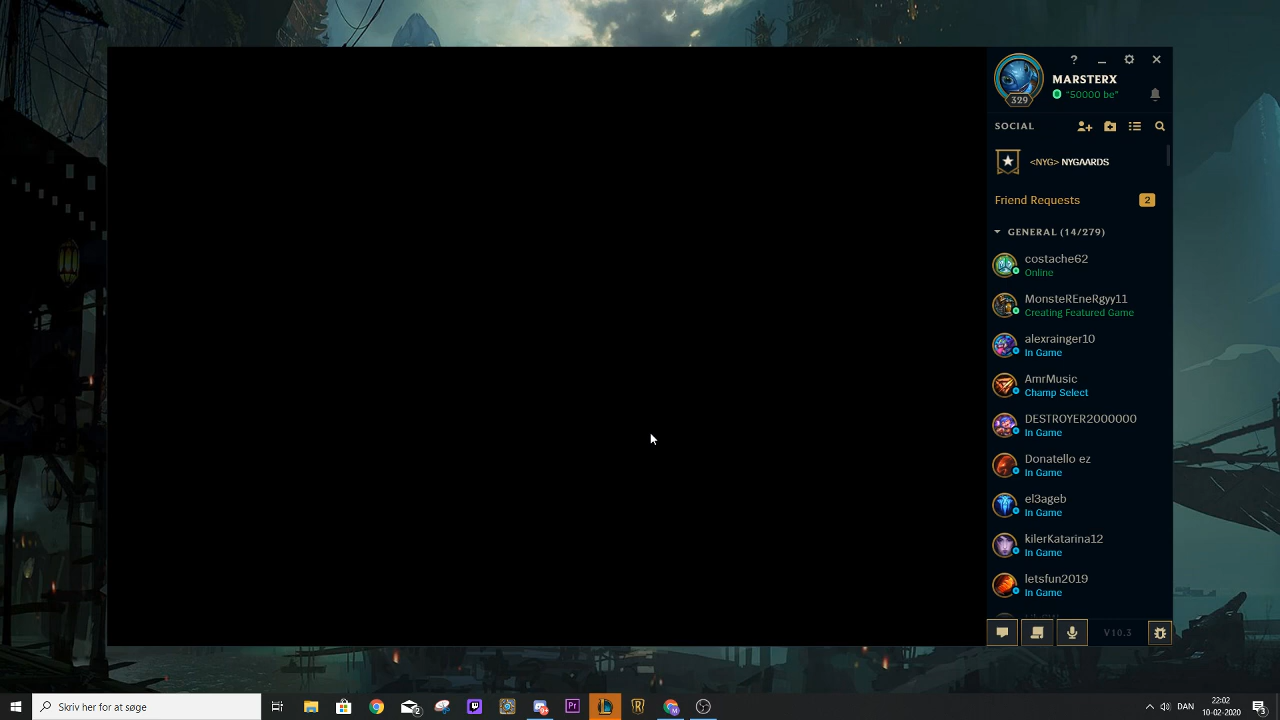 ?
MARSTERX
329
"50000 be"
SOCIAL
<NYG> NYGAARDS
Friend Requests
2
GENERAL (14/279)
costache62
Online
MonsteREneRgyy11
Creating Featured Game
alexrainger10
In Game
AmrMusic
Champ Select
DESTROYER2000000
In Game
Donatello ez
In Game
el3ageb
In Game
kilerKatarina12
In Game
letsfun2019
In Game
V10.3
Skriv her for at søge
Pr
DAN
22:02
10-02-2020